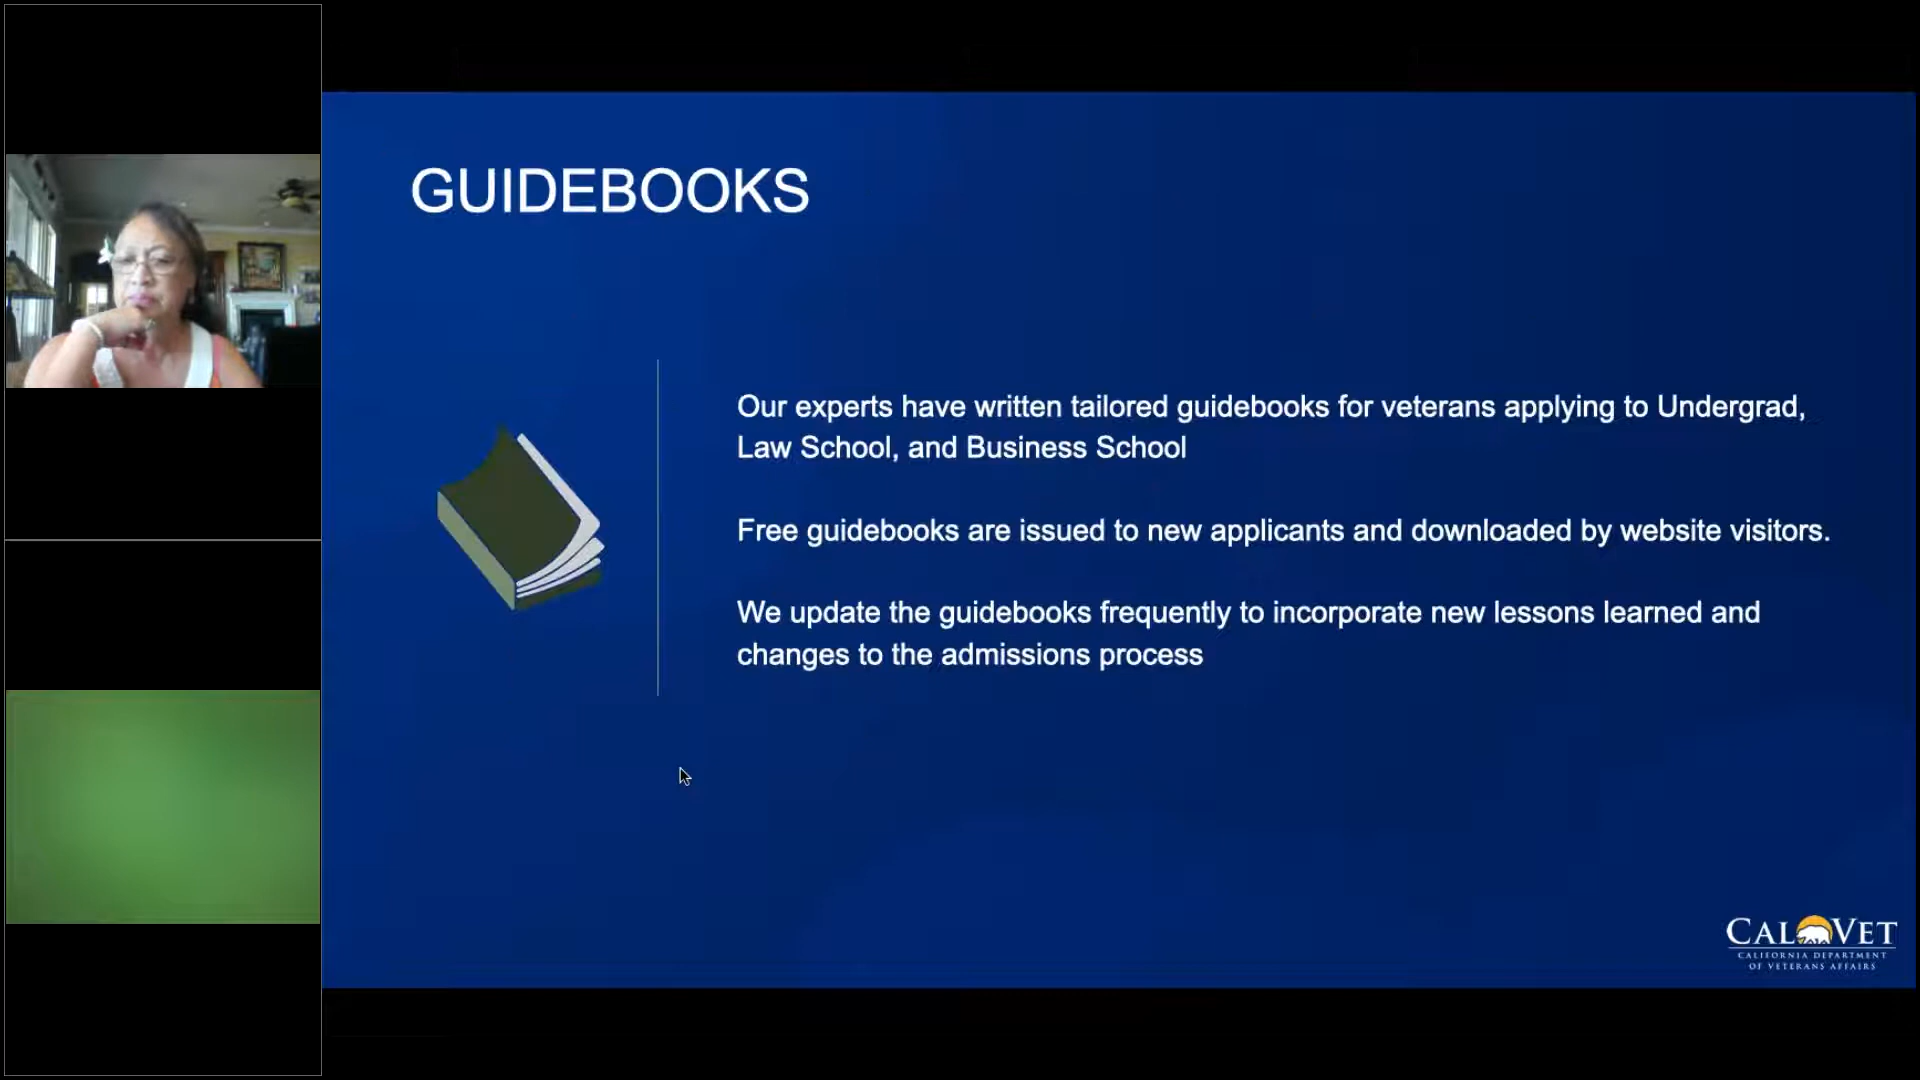 GUIDEBOOKS
Our experts have written tailored guidebooks for veterans applying to Undergrad,
Law School, and Business School
Free guidebooks are issued to new applicants and downloaded by website visitors.
We update the guidebooks frequently to incorporate new lessons learned and
changes to the admissions process
CALVET
CALIFORNIA DEPARTMENT
OF VETERANS AFFAIRS